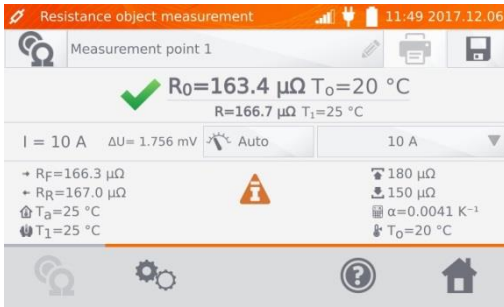 Resistance object measurement 11:49 2017.12.06
Measurement point 1
R₀=163.4 µΩ T₀=20 °C
R=166.7 µΩ T₁=25 °C
I = 10 A ΔU= 1.756 mV Auto 10 A
RF=166.3 µΩ 180 µΩ
RR=167.0 µΩ 150 µΩ
Ta=25 °C α=0.0041 K⁻¹
T1=25 °C T₀=20 °C